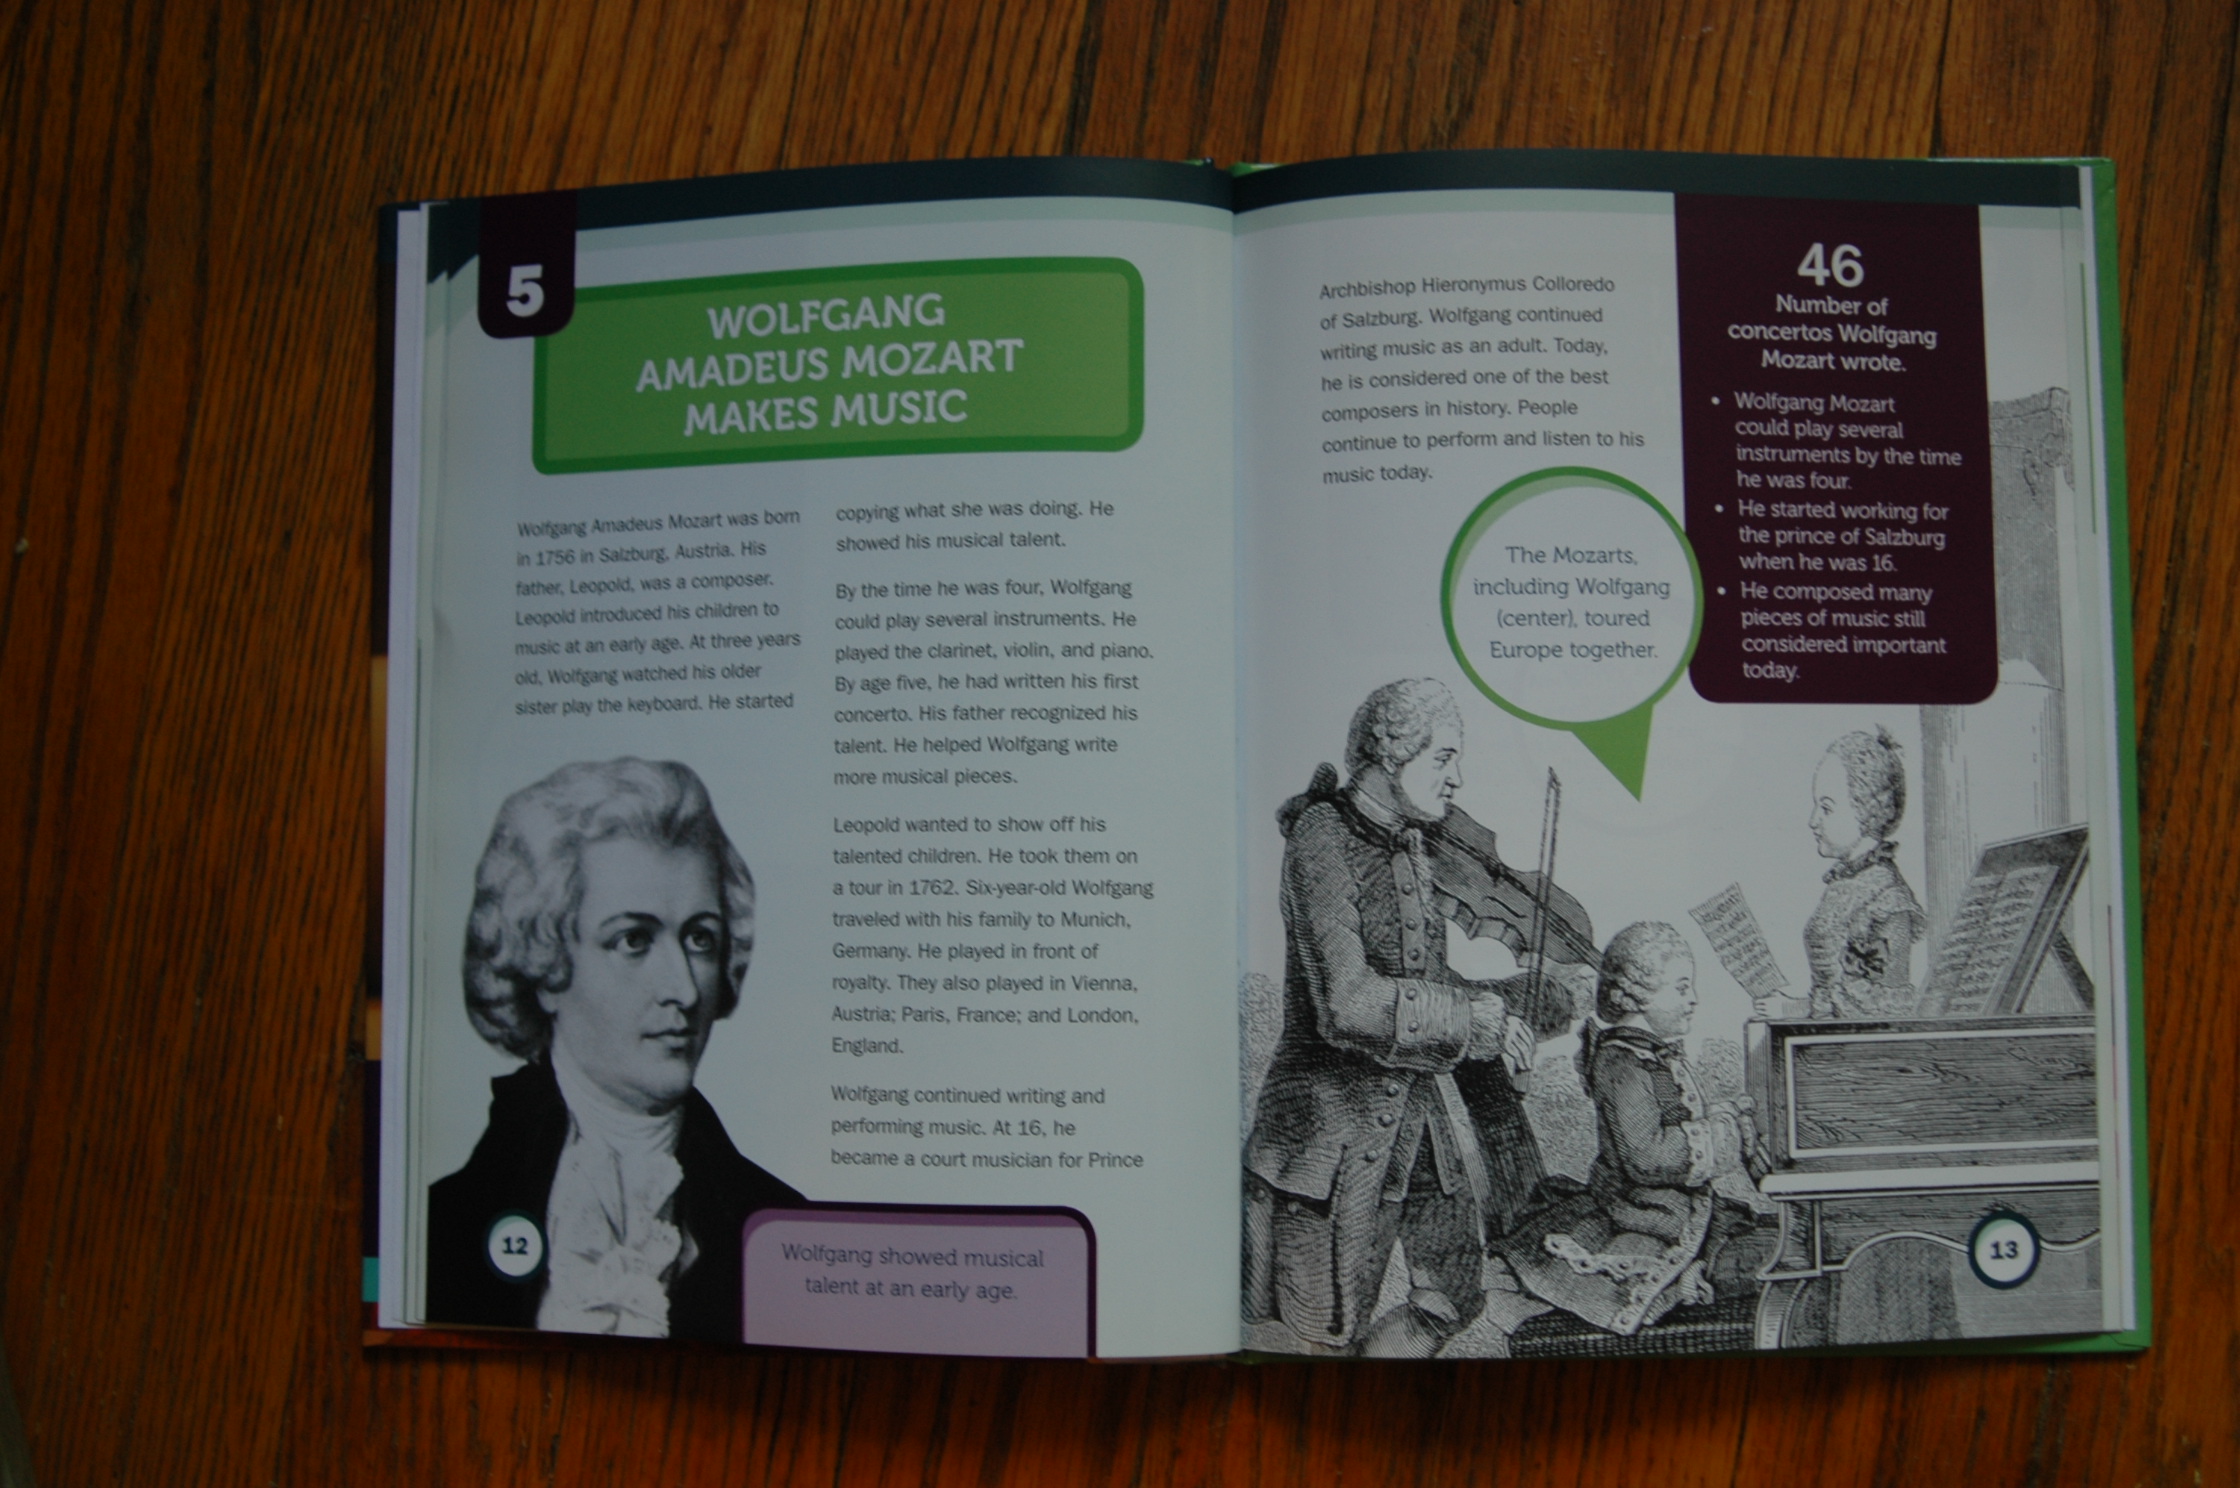 5
WOLFGANG
AMADEUS MOZART
MAKES MUSIC
Wolfgang Amadeus Mozart was born
in 1756 in Salzburg, Austria. His
father, Leopold, was a composer.
Leopold introduced his children to
music at an early age. At three years
old, Wolfgang watched his older
sister play the keyboard. He started
copying what she was doing. He
showed his musical talent.
By the time he was four, Wolfgang
could play several instruments. He
played the clarinet, violin, and piano.
By age five, he had written his first
concerto. His father recognized his
talent. He helped Wolfgang write
more musical pieces.
Leopold wanted to show off his
talented children. He took them on
a tour in 1762. Six-year-old Wolfgang
traveled with his family to Munich,
Germany. He played in front of
royalty. They also played in Vienna,
Austria; Paris, France; and London,
England.
Wolfgang continued writing and
performing music. At 16, he
became a court musician for Prince
Wolfgang showed musical
talent at an early age.
12
Archbishop Hieronymus Colloredo
of Salzburg. Wolfgang continued
writing music as an adult. Today,
he is considered one of the best
composers in history. People
continue to perform and listen to his
music today.
46
Number of
concertos Wolfgang
Mozart wrote.
• Wolfgang Mozart
could play several
instruments by the time
he was four.
• He started working for
the prince of Salzburg
when he was 16.
• He composed many
pieces of music still
considered important
today.
The Mozarts,
including Wolfgang
(center), toured
Europe together.
13